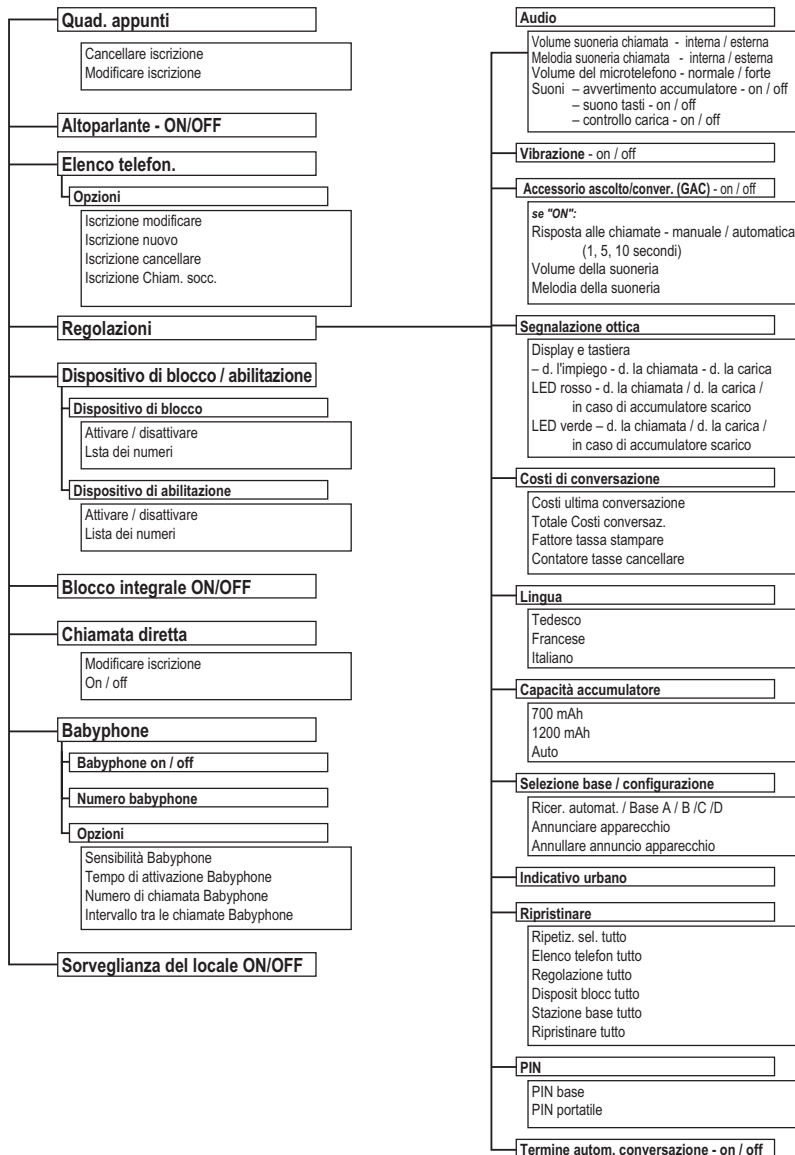 Quad. appunti
Cancellare iscrizione
Modificare iscrizione
Altoparlante - ON/OFF
Elenco telefon.
Opzioni
Iscrizione modificare
Iscrizione nuovo
Iscrizione cancellare
Iscrizione Chiam. socc.
Regolazioni
Dispositivo di blocco / abilitazione
Dispositivo di blocco
Attivare / disattivare
Lsta dei numeri
Dispositivo di abilitazione
Attivare / disattivare
Lista dei numeri
Blocco integrale ON/OFF
Chiamata diretta
Modificare iscrizione
On / off
Babyphone
Babyphone on / off
Numero babyphone
Opzioni
Sensibilità Babyphone
Tempo di attivazione Babyphone
Numero di chiamata Babyphone
Intervallo tra le chiamate Babyphone
Sorveglianza del locale ON/OFF
Audio
Volume suoneria chiamata - interna / esterna
Melodia suoneria chiamata - interna / esterna
Volume del microtelefono - normale / forte
Suoni – avvertimento accumulatore - on / off
– suono tasti - on / off
– controllo carica - on / off
Vibrazione - on / off
Accessorio ascolto/conver. (GAC) - on / off
se "ON":
Risposta alle chiamate - manuale / automatica
(1, 5, 10 secondi)
Volume della suoneria
Melodia della suoneria
Segnalazione ottica
Display e tastiera
– d. l'impiego - d. la chiamata - d. la carica
LED rosso - d. la chiamata / d. la carica /
in caso di accumulatore scarico
LED verde – d. la chiamata / d. la carica /
in caso di accumulatore scarico
Costi di conversazione
Costi ultima conversazione
Totale Costi conversaz.
Fattore tassa stampare
Contatore tasse cancellare
Lingua
Tedesco
Francese
Italiano
Capacità accumulatore
700 mAh
1200 mAh
Auto
Selezione base / configurazione
Ricer. automat. / Base A / B /C /D
Annunciare apparecchio
Annullare annuncio apparecchio
Indicativo urbano
Ripristinare
Ripetiz. sel. tutto
Elenco telefon tutto
Regolazione tutto
Disposit blocc tutto
Stazione base tutto
Ripristinare tutto
PIN
PIN base
PIN portatile
Termine autom. conversazione - on / off